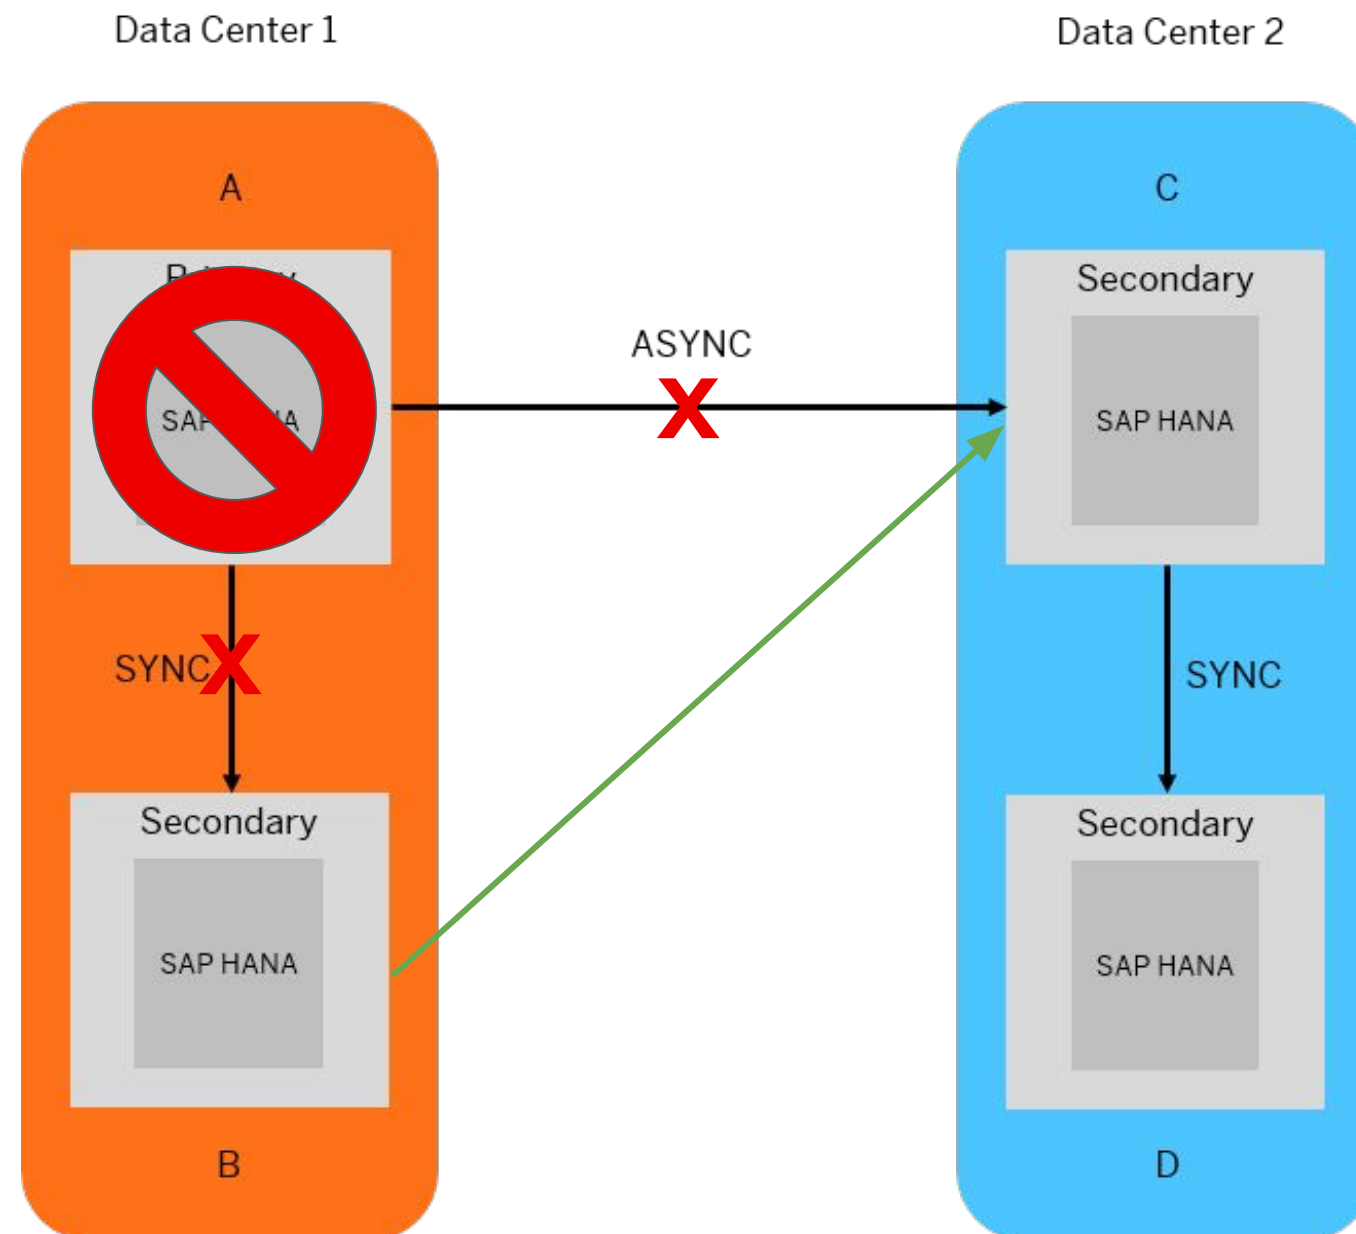 Data Center 1
Data Center 2
A
C
Secondary
ASYNC
SAP HANA
SYNC
X
X
SYNC
Secondary
Secondary
SAP HANA
SAP HANA
B
D